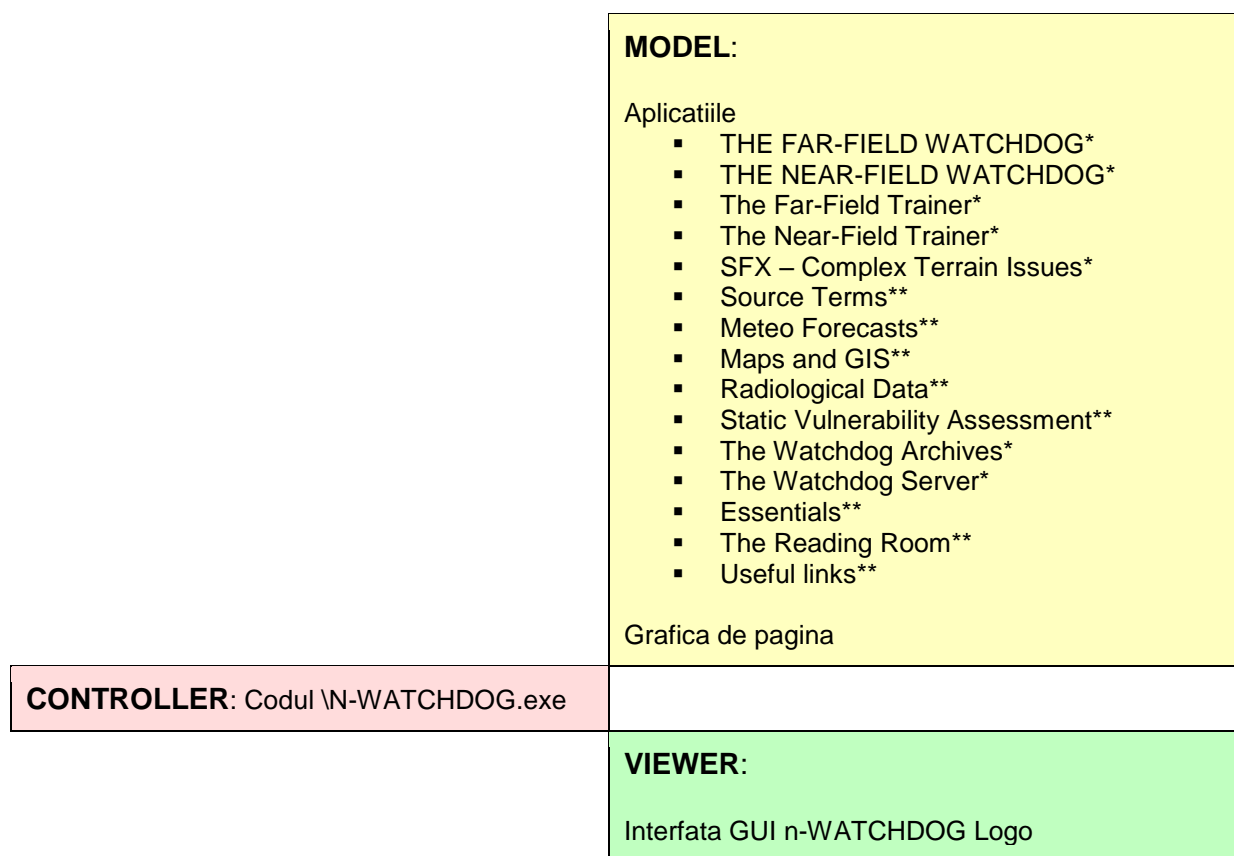 MODEL:
Aplicatiile
▪ THE FAR-FIELD WATCHDOG*
▪ THE NEAR-FIELD WATCHDOG*
▪ The Far-Field Trainer*
▪ The Near-Field Trainer*
▪ SFX – Complex Terrain Issues*
▪ Source Terms**
▪ Meteo Forecasts**
▪ Maps and GIS**
▪ Radiological Data**
▪ Static Vulnerability Assessment**
▪ The Watchdog Archives*
▪ The Watchdog Server*
▪ Essentials**
▪ The Reading Room**
▪ Useful links**
Grafica de pagina
CONTROLLER: Codul \N-WATCHDOG.exe
VIEWER:
Interfata GUI n-WATCHDOG Logo